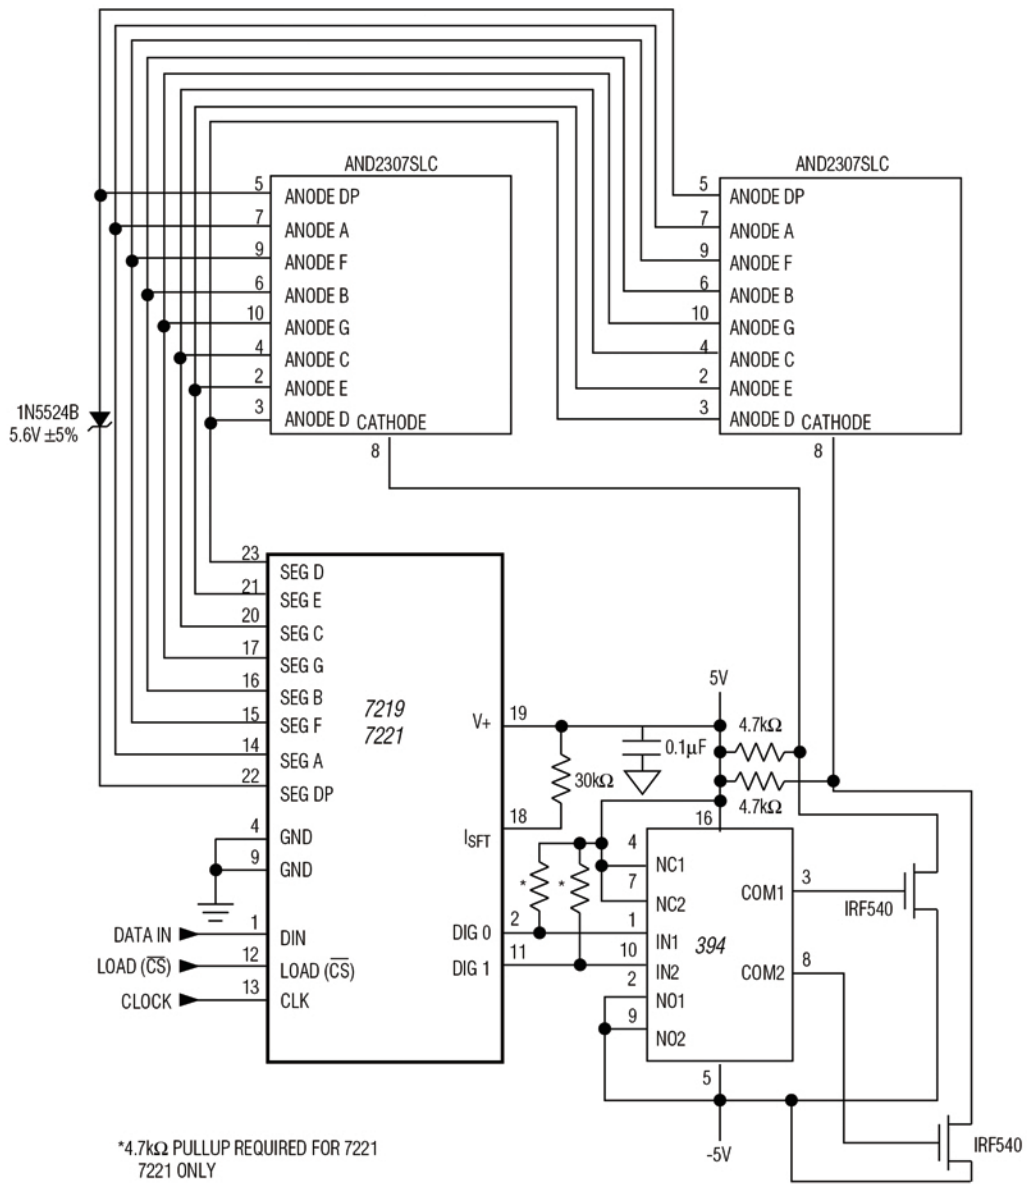 AND2307SLC
AND2307SLC
5
ANODE DP
7
ANODE A
9
ANODE F
6
ANODE B
10
ANODE G
4
ANODE C
2
ANODE E
3
ANODE D
CATHODE
8
5
ANODE DP
7
ANODE A
9
ANODE F
6
ANODE B
10
ANODE G
4
ANODE C
2
ANODE E
3
ANODE D
CATHODE
8
1N5524B
5.6V ±5%
23
SEG D
21
SEG E
20
SEG C
17
SEG G
16
SEG B
15
SEG F
14
SEG A
22
SEG DP
4
GND
9
GND
DATA IN
1
DIN
LOAD (C̅S̅)
12
LOAD (C̅S̅)
CLOCK
13
CLK
7219
7221
V+
19
ISFT
18
DIG 0
2
DIG 1
11
30kΩ
0.1µF
5V
4.7kΩ
4.7kΩ
*
*
16
4
NC1
7
NC2
1
IN1
10
IN2
2
NO1
9
NO2
394
COM1
3
COM2
8
5
-5V
IRF540
IRF540
*4.7kΩ PULLUP REQUIRED FOR 7221
7221 ONLY